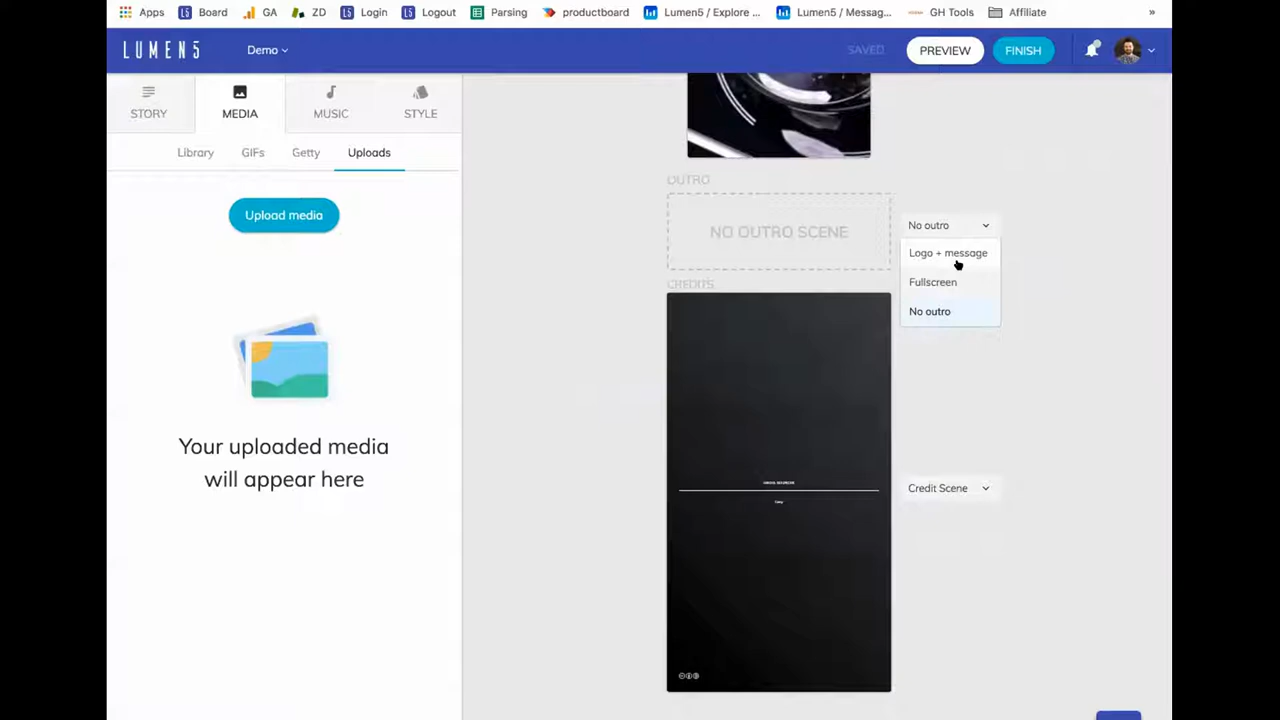 Apps Board GA ZD Login Logout Parsing productboard Lumen5 / Explore ... Lumen5 / Messag... GH Tools Affiliate »
LUMEN5 Demo SAVED PREVIEW FINISH
STORY MEDIA MUSIC STYLE
Library GIFs Getty Uploads
Upload media
Your uploaded media
will appear here
OUTRO
NO OUTRO SCENE
No outro
Logo + message
Fullscreen
No outro
CREDITS
Credit Scene